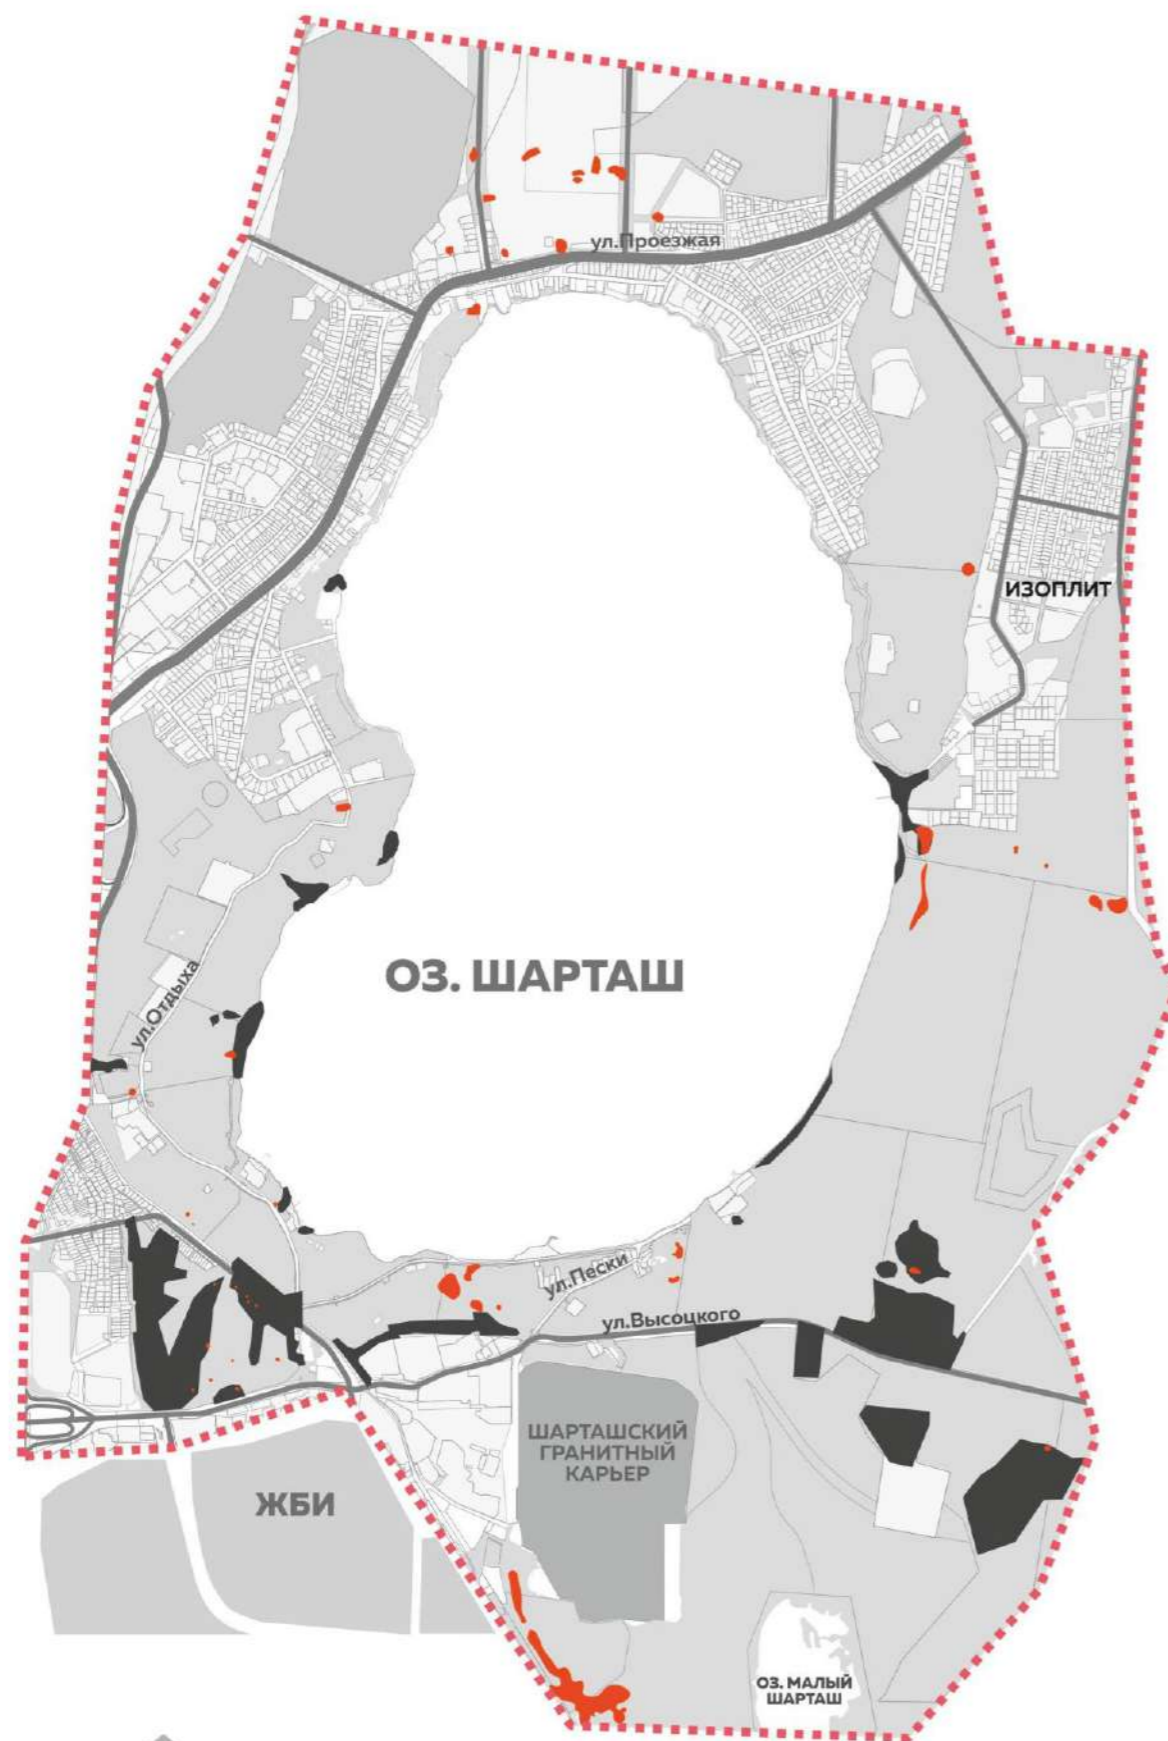 ул.Проезжая
ИЗОПЛИТ
ОЗ. ШАРТАШ
ул.Отдыха
ул.Пески
ул.Высоцкого
ШАРТАШСКИЙ
ГРАНИТНЫЙ
КАРЬЕР
ЖБИ
ОЗ. МАЛЫЙ
ШАРТАШ